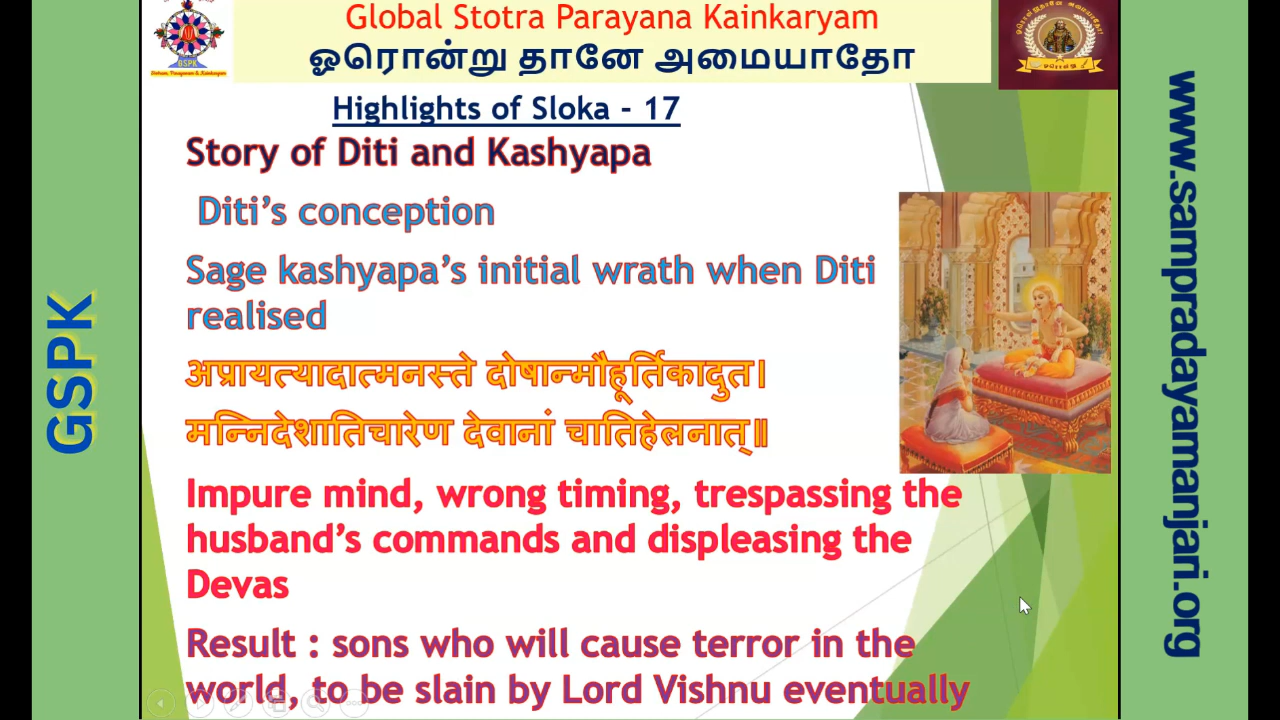 Global Stotra Parayana Kainkaryam
ஓரொன்று தானே அமையாதோ
Highlights of Sloka - 17
Story of Diti and Kashyapa
Diti’s conception
Sage kashyapa’s initial wrath when Diti
realised
अप्रायत्यादात्मनस्ते दोषान्मौहूर्तिकादुत।
मन्निदेशातिचारेण देवानां चातिहेलनात्॥
Impure mind, wrong timing, trespassing the
husband’s commands and displeasing the
Devas
Result : sons who will cause terror in the
world, to be slain by Lord Vishnu eventually
GSPK
www.sampradayamanjari.org
GSPK